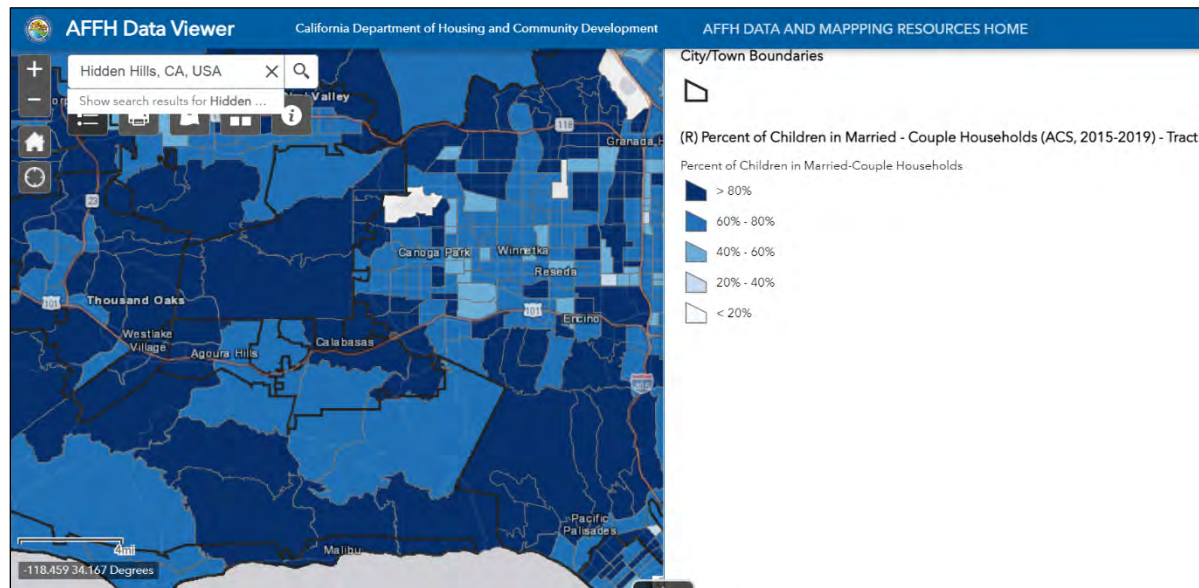 AFFH Data Viewer
California Department of Housing and Community Development
AFFH DATA AND MAPPPING RESOURCES HOME
+
−
Hidden Hills, CA, USA
Show search results for Hidden ...
Valley
118
Granada H
23
Canoga Park
Winnetka
Reseda
Thousand Oaks
101
101
Encino
Westlake
Village
Agoura Hills
Calabasas
405
Pacific
Palisades
Malibu
4mi
-118.459 34.167 Degrees
City/Town Boundaries
(R) Percent of Children in Married - Couple Households (ACS, 2015-2019) - Tract
Percent of Children in Married-Couple Households
> 80%
60% - 80%
40% - 60%
20% - 40%
< 20%